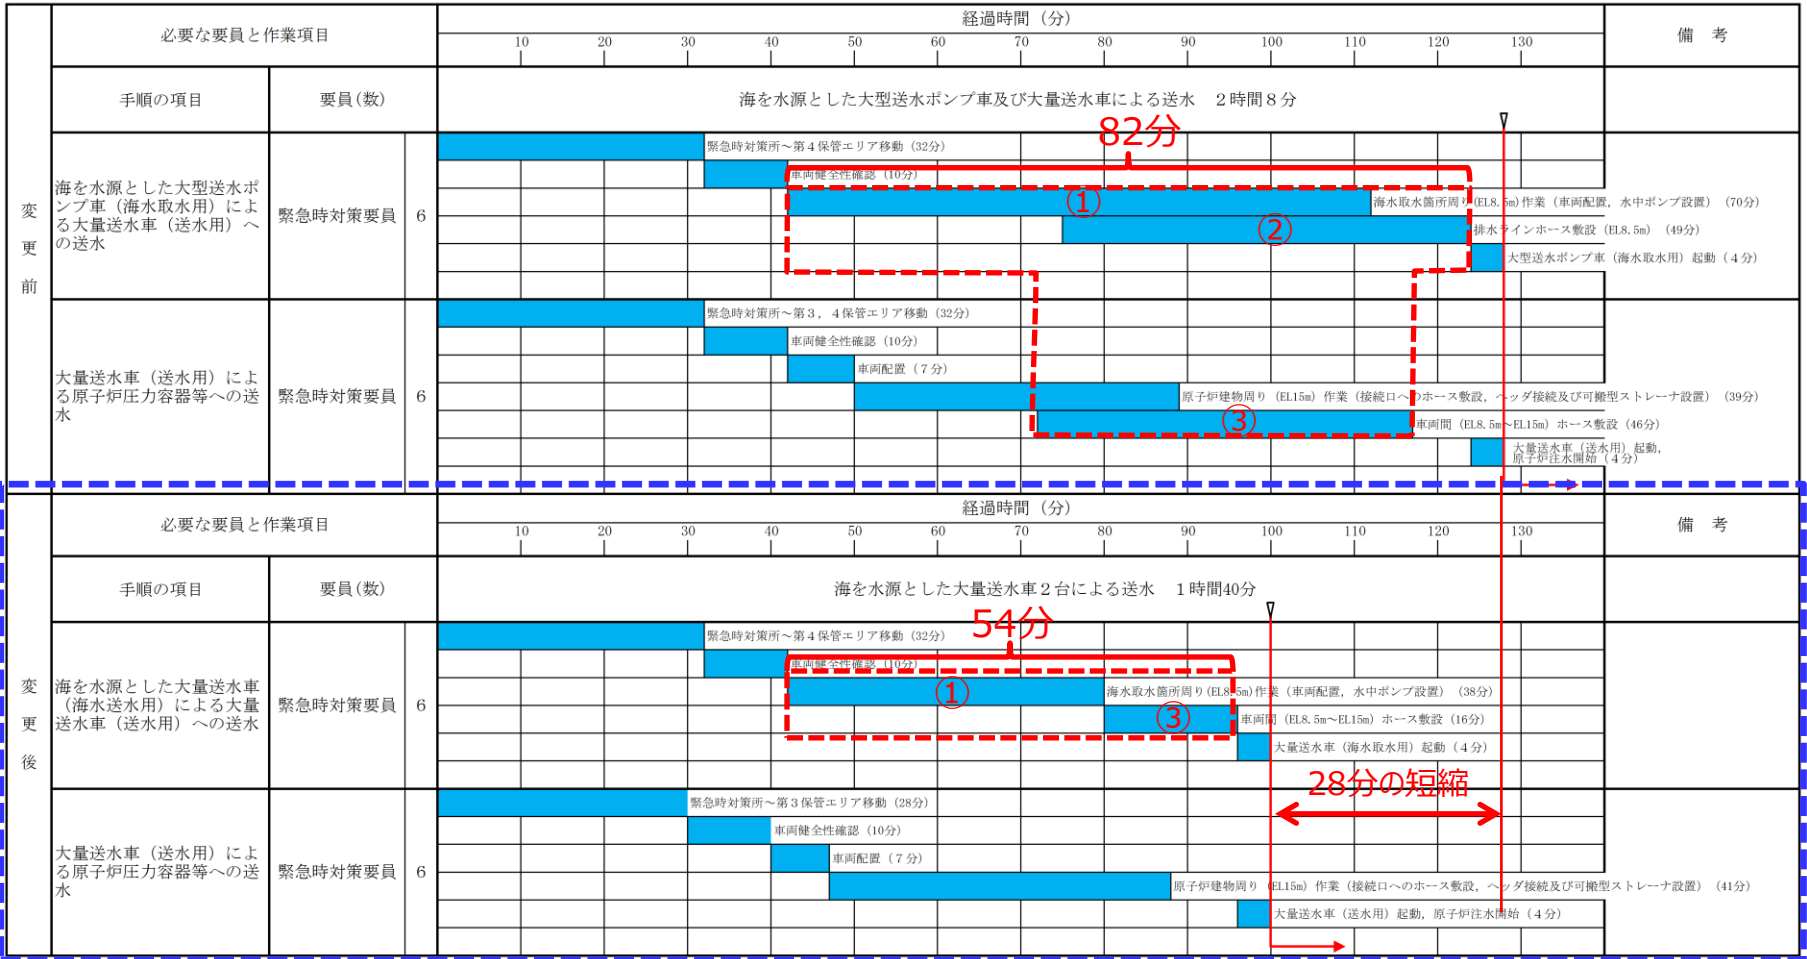 必要な要員と作業項目
経過時間（分）
備　考
10 20 30 40 50 60 70 80 90 100 110 120 130
手順の項目
要員(数)
海を水源とした大型送水ポンプ車及び大量送水車による送水　２時間８分
82分
変更前
海を水源とした大型送水ポ
ンプ車（海水取水用）によ
る大量送水車（送水用）へ
の送水
緊急時対策要員
6
緊急時対策所～第４保管エリア移動（32分）
車両健全性確認（10分）
①
海水取水箇所周り(EL8.5m)作業（車両配置，水中ポンプ設置）（70分）
②
排水ラインホース敷設（EL8.5m）（49分）
大型送水ポンプ車（海水取水用）起動（４分）
大量送水車（送水用）によ
る原子炉圧力容器等への送
水
緊急時対策要員
6
緊急時対策所～第３，４保管エリア移動（32分）
車両健全性確認（10分）
車両配置（７分）
原子炉建物周り（EL15m）作業（接続口へのホース敷設，ヘッダ接続及び可搬型ストレーナ設置）（39分）
③
車両間（EL8.5m～EL15m）ホース敷設（46分）
大量送水車（送水用）起動，
原子炉注水開始（４分）
必要な要員と作業項目
経過時間（分）
備　考
10 20 30 40 50 60 70 80 90 100 110 120 130
手順の項目
要員(数)
海を水源とした大量送水車２台による送水　１時間40分
54分
変更後
海を水源とした大量送水車
（海水送水用）による大量
送水車（送水用）への送水
緊急時対策要員
6
緊急時対策所～第４保管エリア移動（32分）
車両健全性確認（10分）
①
海水取水箇所周り(EL8.5m)作業（車両配置，水中ポンプ設置）（38分）
③
車両間（EL8.5m～EL15m）ホース敷設（16分）
大量送水車（海水取水用）起動（４分）
28分の短縮
大量送水車（送水用）によ
る原子炉圧力容器等への送
水
緊急時対策要員
6
緊急時対策所～第３保管エリア移動（28分）
車両健全性確認（10分）
車両配置（７分）
原子炉建物周り（EL15m）作業（接続口へのホース敷設，ヘッダ接続及び可搬型ストレーナ設置）（41分）
大量送水車（送水用）起動，原子炉注水開始（４分）